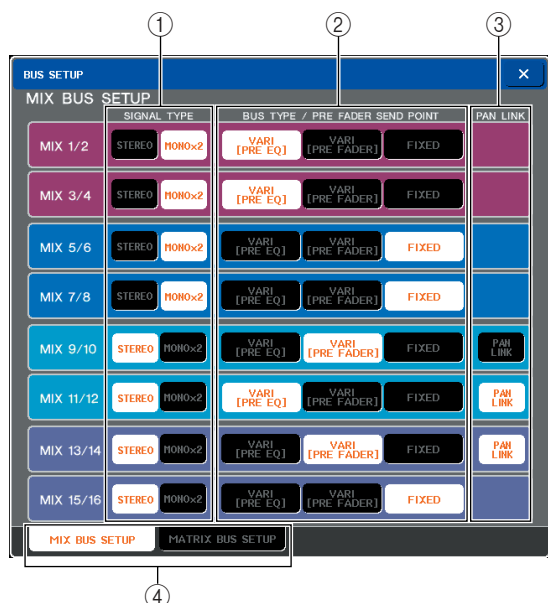 ① ② ③
BUS SETUP ×
MIX BUS SETUP
SIGNAL TYPE BUS TYPE / PRE FADER SEND POINT PAN LINK
MIX 1/2 STEREO MONO×2 VARI [PRE EQ] VARI [PRE FADER] FIXED
MIX 3/4 STEREO MONO×2 VARI [PRE EQ] VARI [PRE FADER] FIXED
MIX 5/6 STEREO MONO×2 VARI [PRE EQ] VARI [PRE FADER] FIXED
MIX 7/8 STEREO MONO×2 VARI [PRE EQ] VARI [PRE FADER] FIXED
MIX 9/10 STEREO MONO×2 VARI [PRE EQ] VARI [PRE FADER] FIXED PAN LINK
MIX 11/12 STEREO MONO×2 VARI [PRE EQ] VARI [PRE FADER] FIXED PAN LINK
MIX 13/14 STEREO MONO×2 VARI [PRE EQ] VARI [PRE FADER] FIXED PAN LINK
MIX 15/16 STEREO MONO×2 VARI [PRE EQ] VARI [PRE FADER] FIXED
MIX BUS SETUP MATRIX BUS SETUP
④